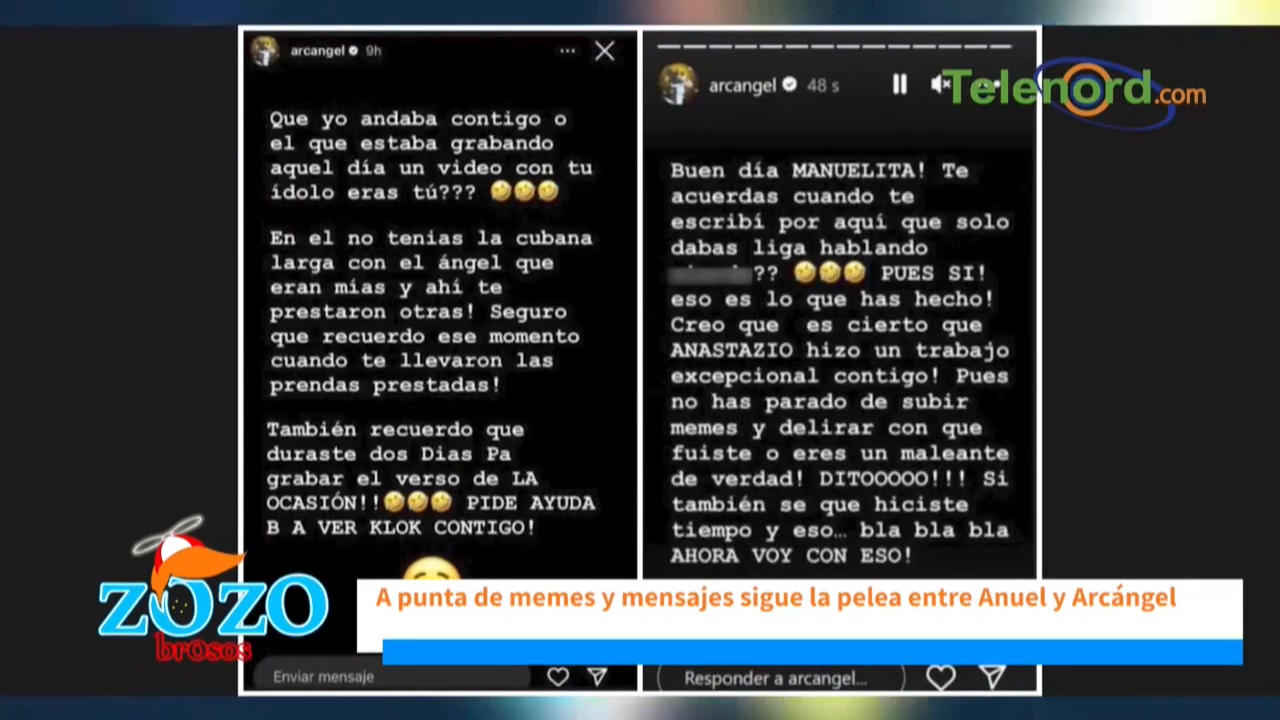 arcangel 9h
Que yo andaba contigo o
el que estaba grabando
aquel día un video con tu
ídolo eras tú??? 🤣🤣🤣
En el no tenias la cubana
larga con el ángel que
eran mías y ahí te
prestaron otras! Seguro
que recuerdo ese momento
cuando te llevaron las
prendas prestadas!
También recuerdo que
duraste dos Dias Pa
grabar el verso de LA
OCASIÓN!!🤣🤣🤣 PIDE AYUDA
B A VER KLOK CONTIGO!
Enviar mensaje
arcangel 48 s
Telenord.com
Buen día MANUELITA! Te
acuerdas cuando te
escribí por aquí que solo
dabas liga hablando
?? 🤣🤣🤣 PUES SI!
eso es lo que has hecho!
Creo que es cierto que
ANASTAZIO hizo un trabajo
excepcional contigo! Pues
no has parado de subir
memes y delirar con que
fuiste o eres un maleante
de verdad! DITOOOOO!!! Si
también se que hiciste
tiempo y eso… bla bla bla
AHORA VOY CON ESO!
Responder a arcangel...
zozo
brosos
A punta de memes y mensajes sigue la pelea entre Anuel y Arcángel